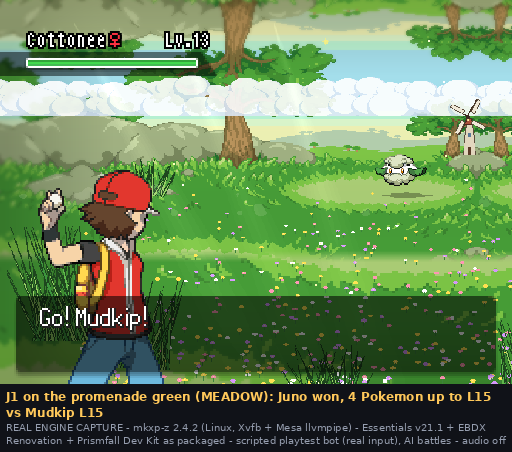 Cottonee♀ Lv.13
Go! Mudkip!
J1 on the promenade green (MEADOW): Juno won, 4 Pokemon up to L15
vs Mudkip L15
REAL ENGINE CAPTURE - mkxp-z 2.4.2 (Linux, Xvfb + Mesa llvmpipe) - Essentials v21.1 + EBDX
Renovation + Prismfall Dev Kit as packaged - scripted playtest bot (real input), AI battles - audio off